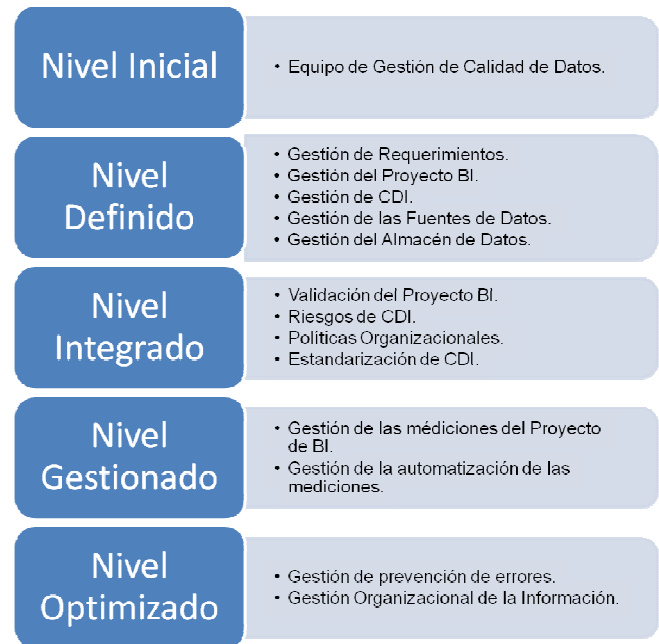 Nivel Inicial
• Equipo de Gestión de Calidad de Datos.
Nivel
Definido
• Gestión de Requerimientos.
• Gestión del Proyecto BI.
• Gestión de CDI.
• Gestión de las Fuentes de Datos.
• Gestión del Almacén de Datos.
Nivel
Integrado
• Validación del Proyecto BI.
• Riesgos de CDI.
• Políticas Organizacionales.
• Estandarización de CDI.
Nivel
Gestionado
• Gestión de las médiciones del Proyecto
de BI.
• Gestión de la automatización de las
mediciones.
Nivel
Optimizado
• Gestión de prevención de errores.
• Gestión Organizacional de la Información.